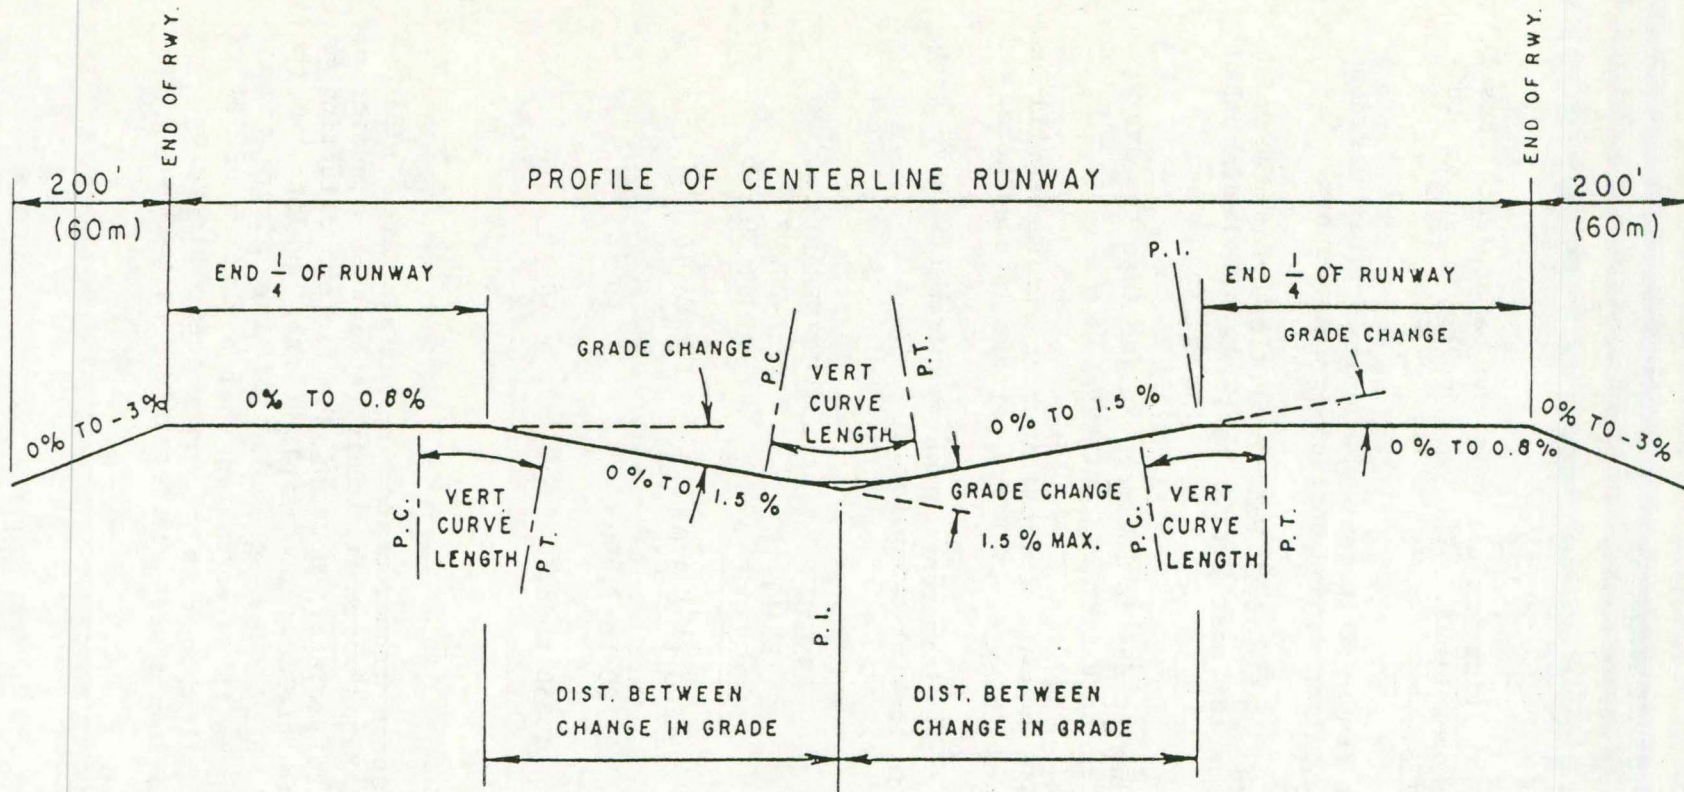 END OF RWY.
END OF RWY.
200'
(60m)
PROFILE OF CENTERLINE RUNWAY
200'
(60m)
END 1/4 OF RUNWAY
P.I.
END 1/4 OF RUNWAY
GRADE CHANGE
P.C
VERT
CURVE
LENGTH
P.T.
GRADE CHANGE
0% TO -3%
0% TO 0.8%
0% TO 1.5%
0% TO 0.8%
0% TO -3%
P.C.
VERT
CURVE
LENGTH
P.T.
0% TO 1.5%
GRADE CHANGE
1.5% MAX.
P.C.
VERT
CURVE
LENGTH
P.T.
P.I.
DIST. BETWEEN
CHANGE IN GRADE
DIST. BETWEEN
CHANGE IN GRADE